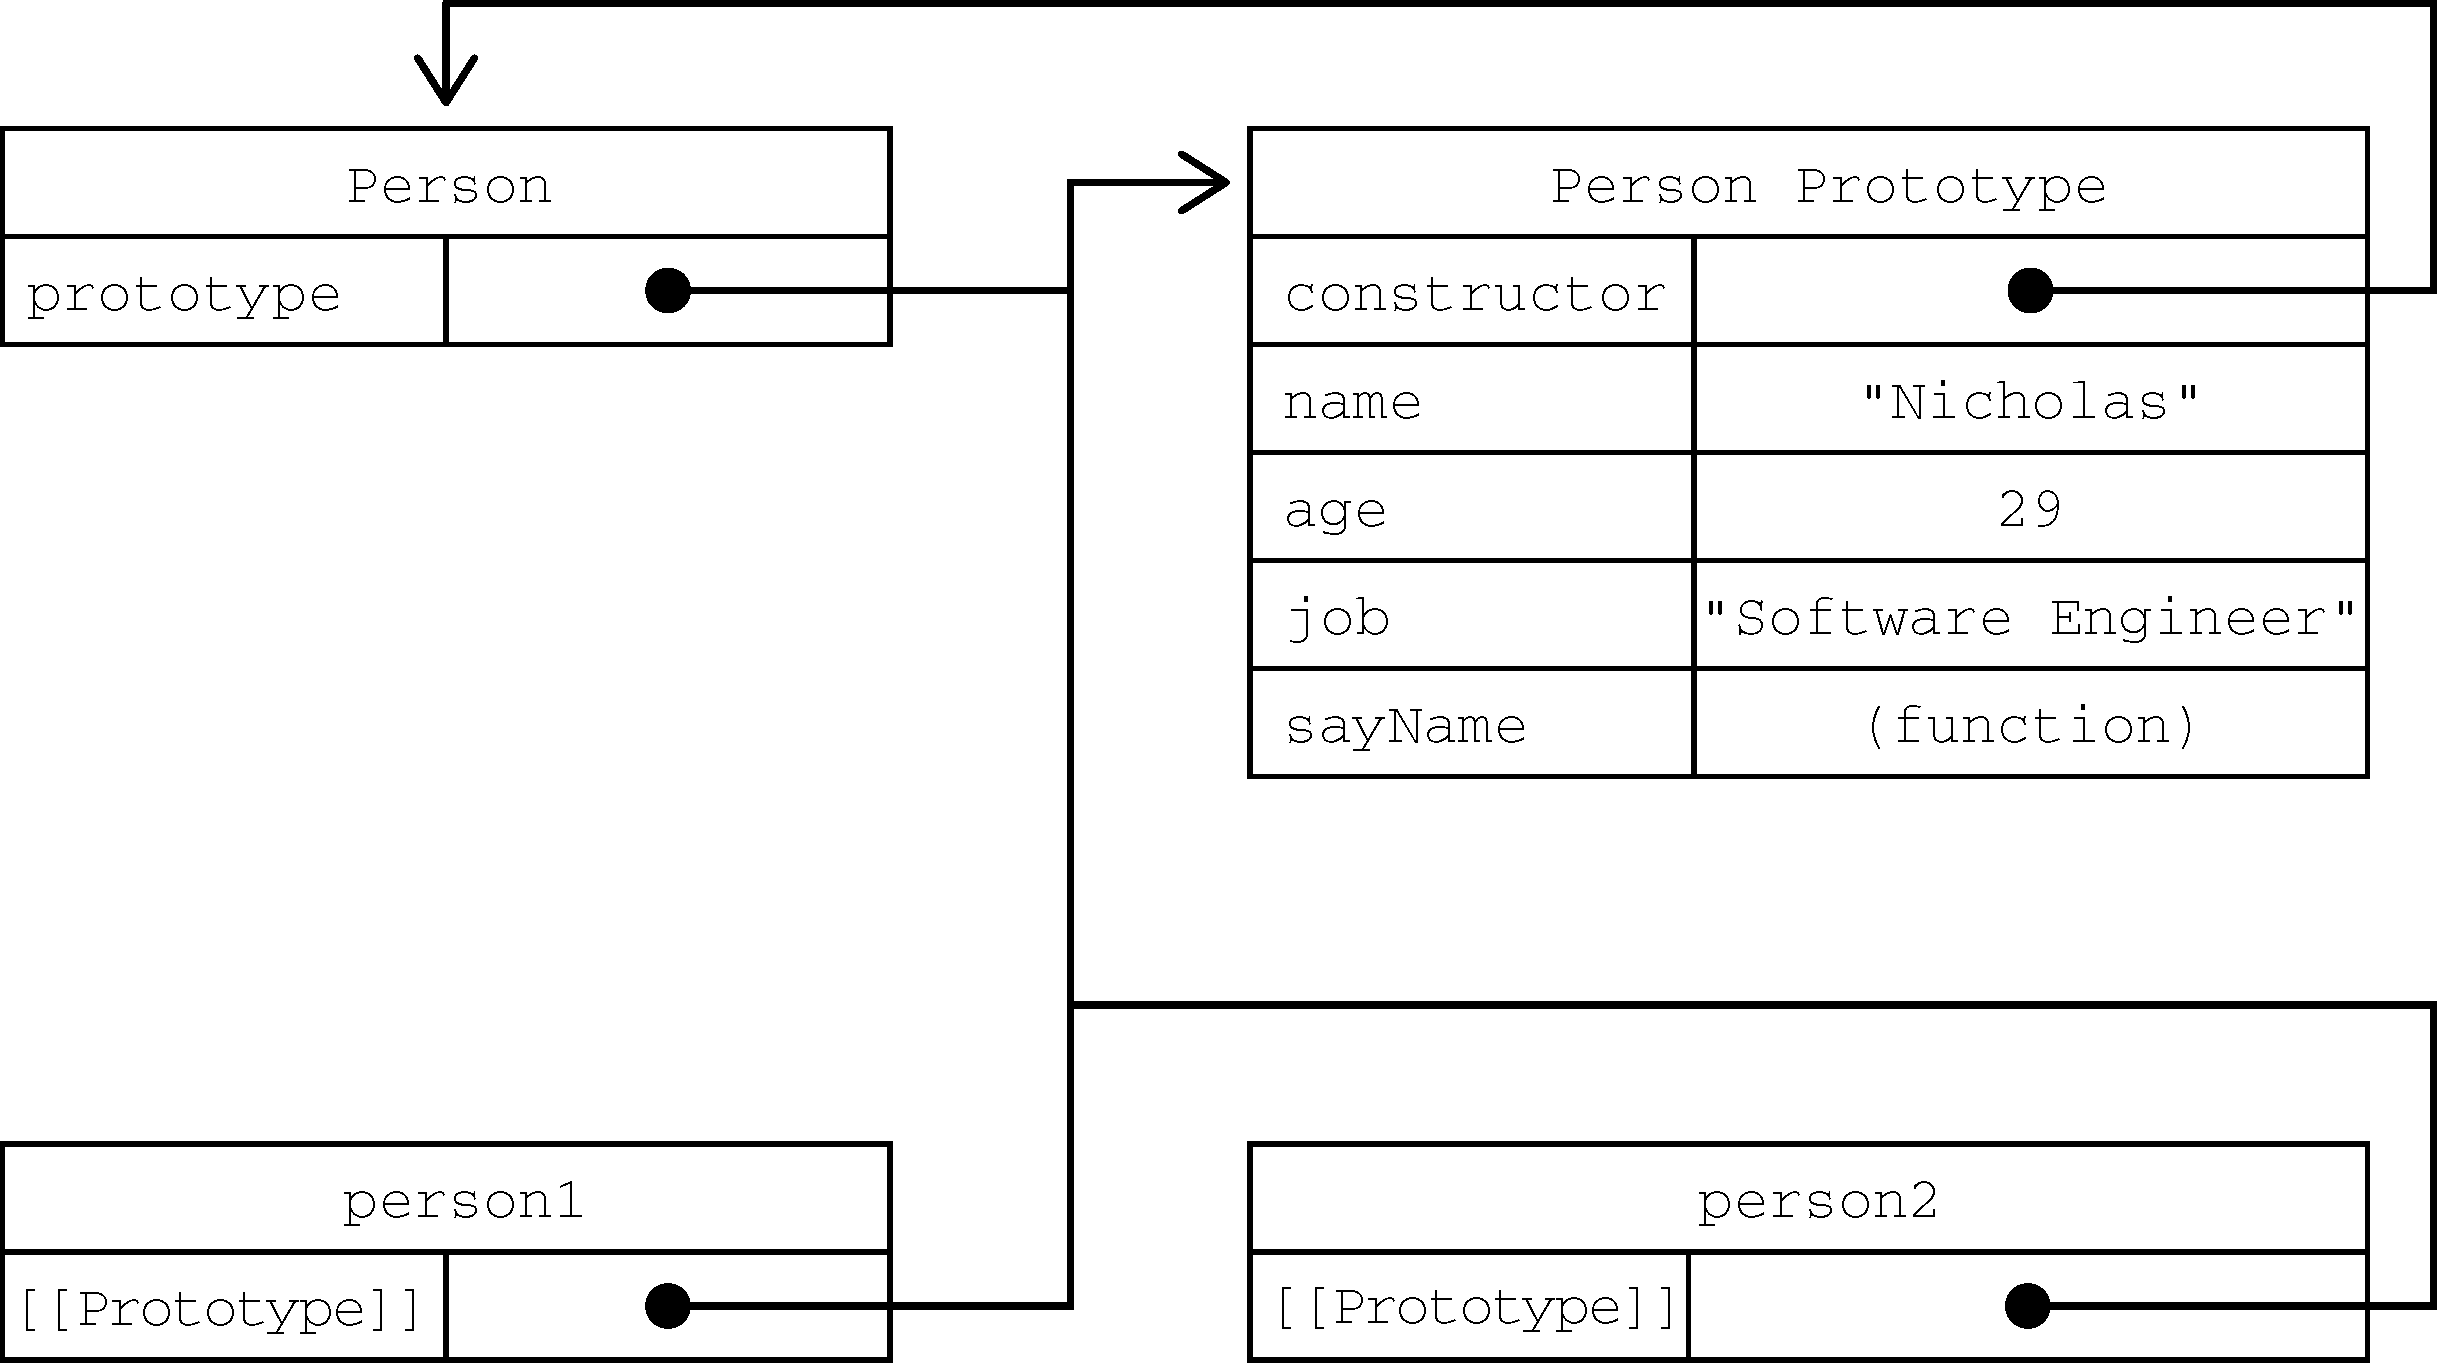 Person
prototype
Person Prototype
constructor
name "Nicholas"
age 29
job "Software Engineer"
sayName (function)
person1
[[Prototype]]
person2
[[Prototype]]